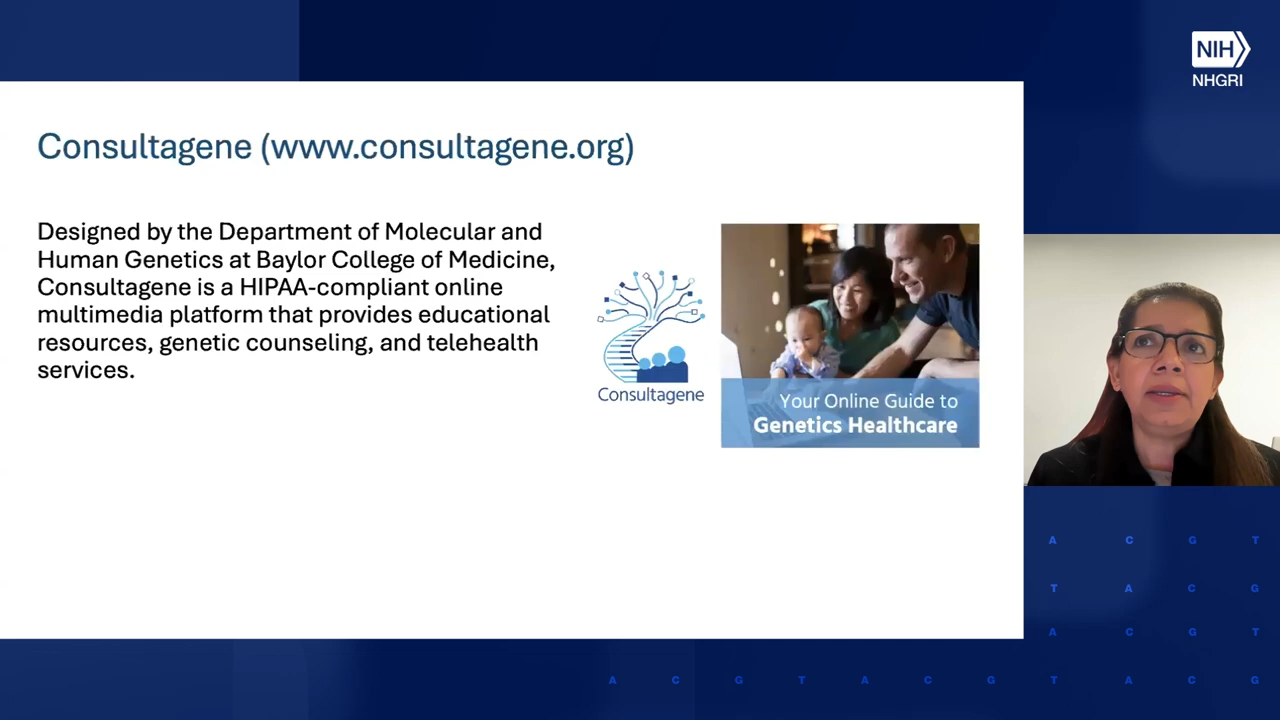 NIH
NHGRI
Consultagene (www.consultagene.org)
Designed by the Department of Molecular and
Human Genetics at Baylor College of Medicine,
Consultagene is a HIPAA-compliant online
multimedia platform that provides educational
resources, genetic counseling, and telehealth
services.
Consultagene
Your Online Guide to
Genetics Healthcare
A C G T
T A C G
A C G T
A C G T A C G T A C G